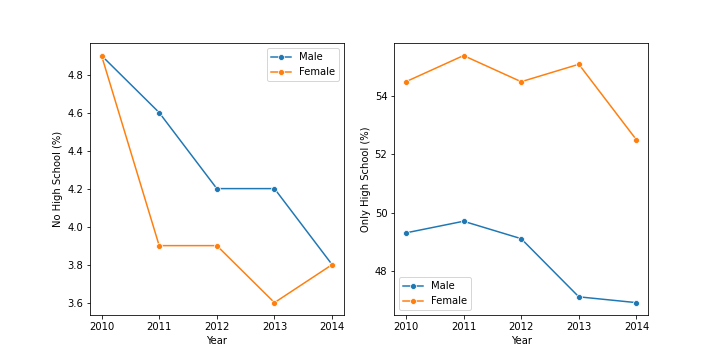 No High School (%)
4.8
4.6
4.4
4.2
4.0
3.8
3.6
2010 2011 2012 2013 2014
Year
Male
Female
Only High School (%)
54
52
50
48
2010 2011 2012 2013 2014
Year
Male
Female